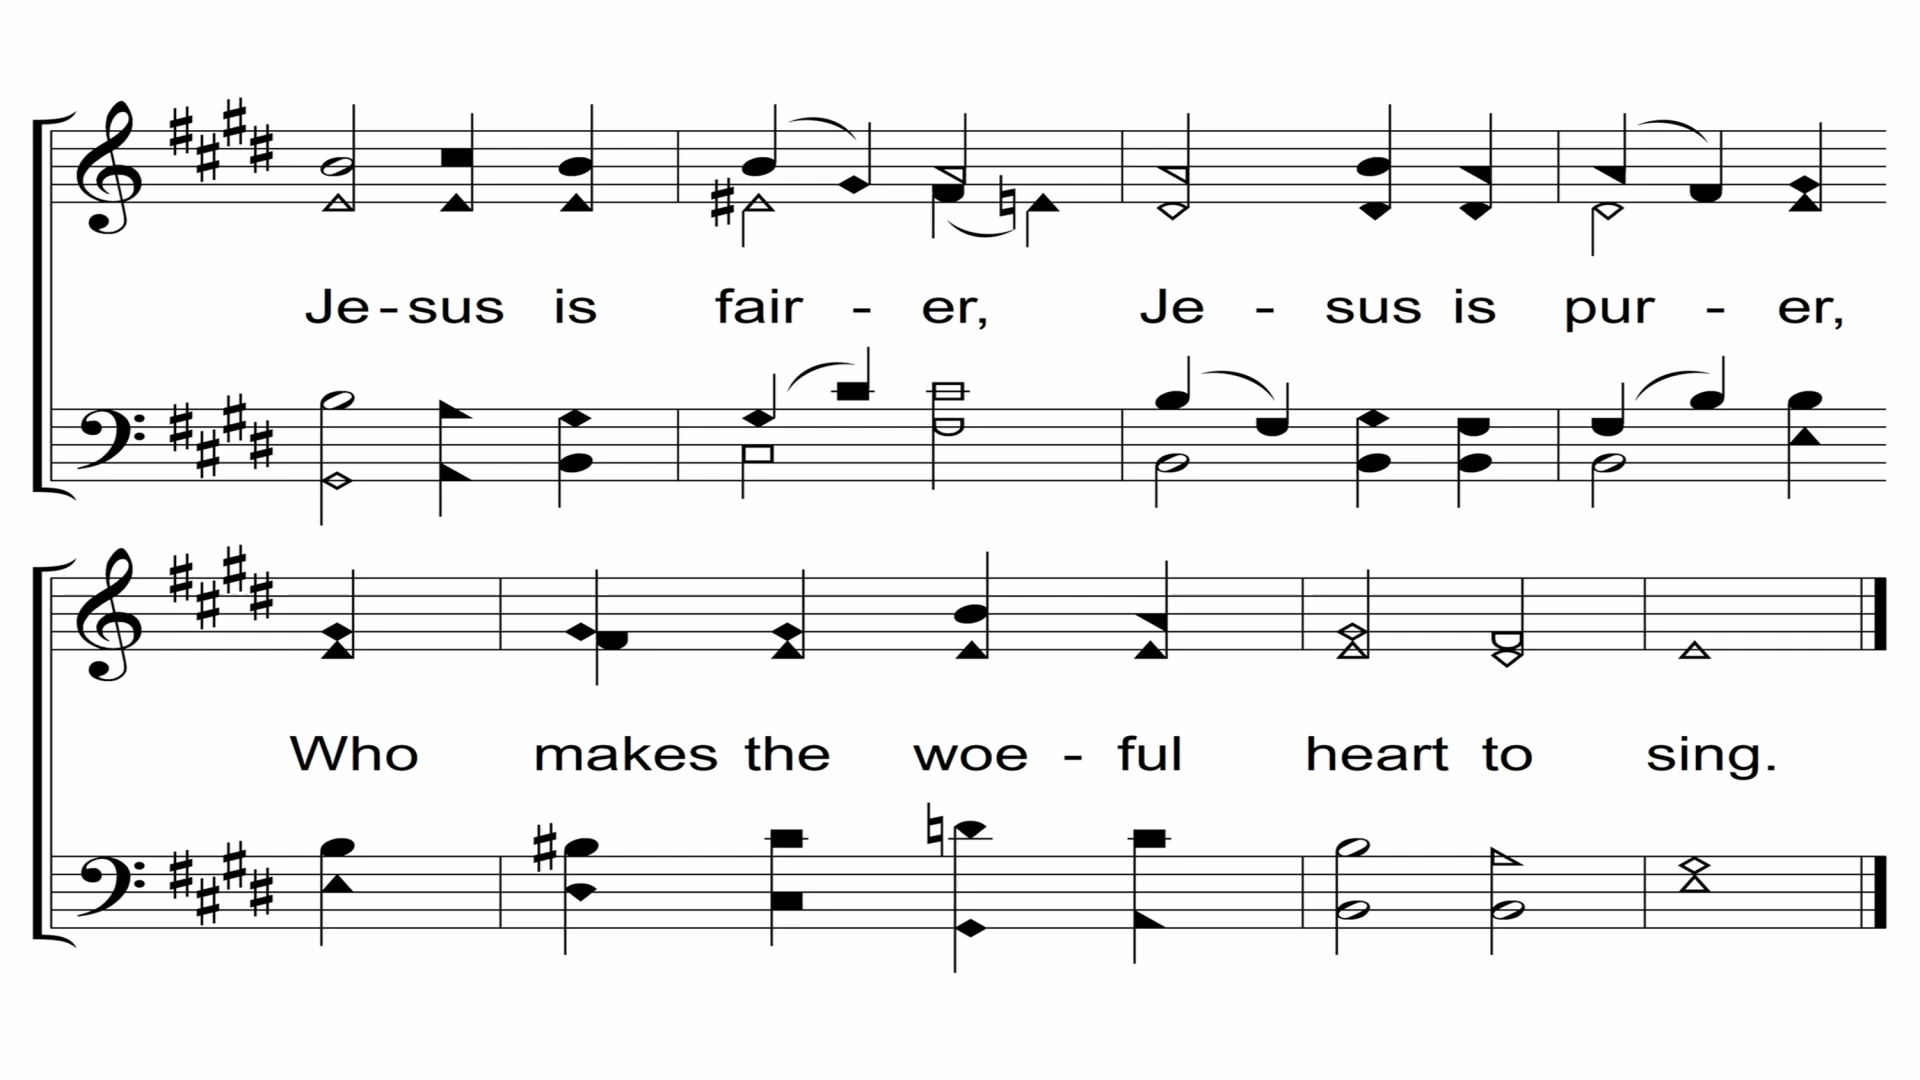 Je - sus is fair - er, Je - sus is pur - er,
Who makes the woe - ful heart to sing.